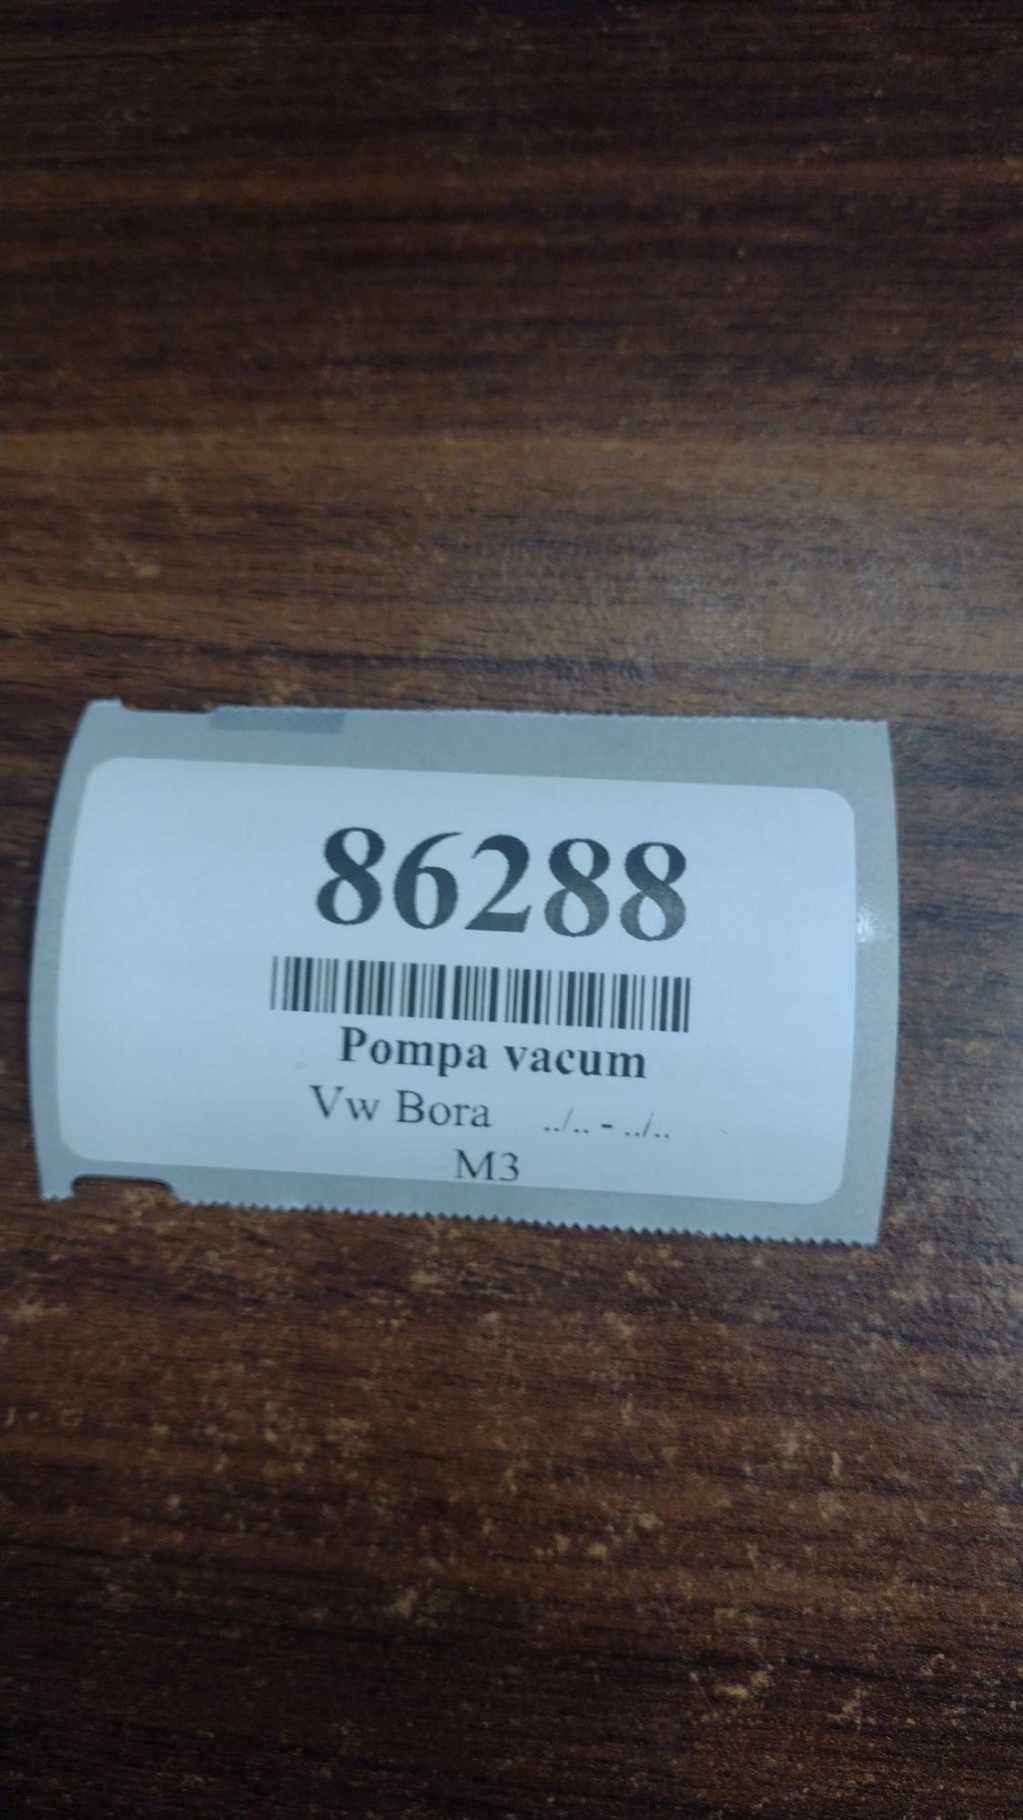 86288
Pompa vacum
Vw Bora ../.. - ../..
M3